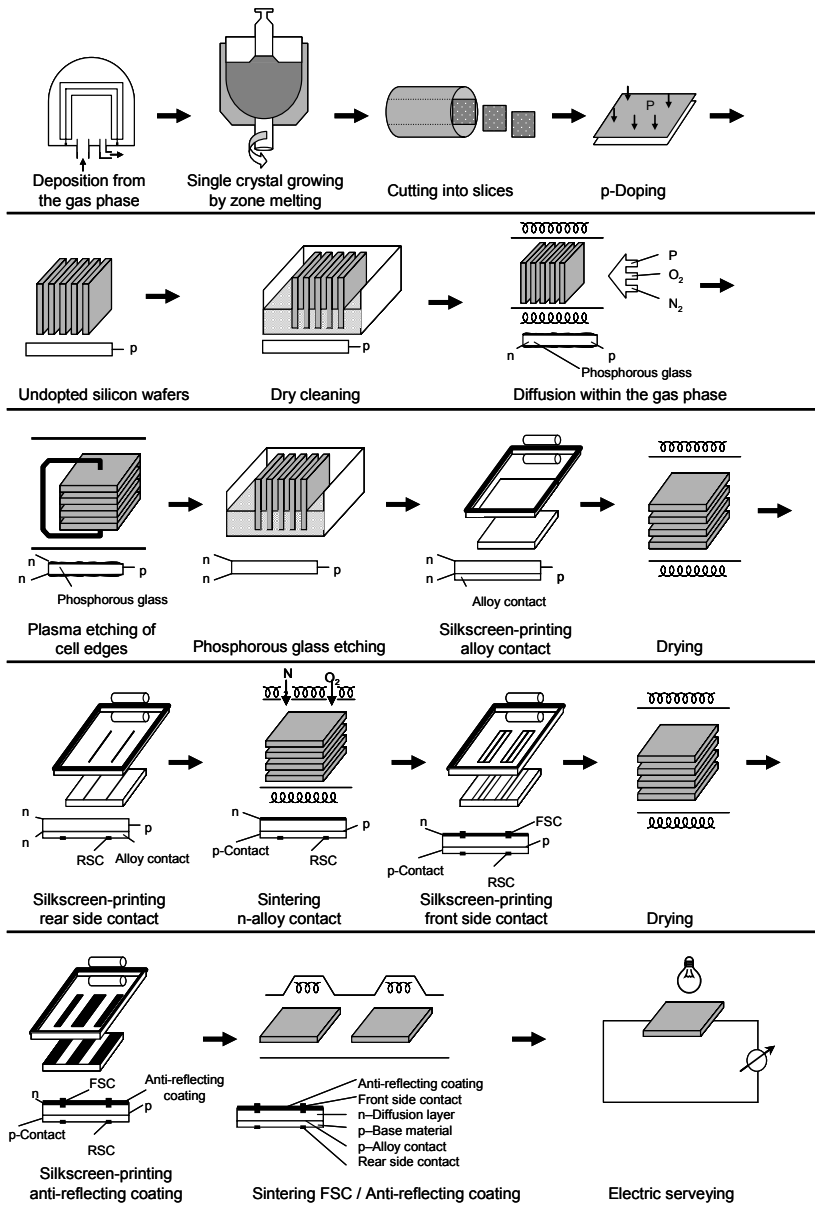 P
Deposition from
the gas phase
Single crystal growing
by zone melting
Cutting into slices
p-Doping
P
O2
N2
p
p
n
p
Phosphorous glass
Undopted silicon wafers
Dry cleaning
Diffusion within the gas phase
n
n
p
Phosphorous glass
n
n
n
n
p
Alloy contact
Plasma etching of
cell edges
Phosphorous glass etching
Silkscreen-printing
alloy contact
Drying
N
O2
n
n
p
RSC
Alloy contact
n
p
p-Contact
RSC
n
FSC
p
p-Contact
RSC
Silkscreen-printing
rear side contact
Sintering
n-alloy contact
Silkscreen-printing
front side contact
Drying
FSC
n
Anti-reflecting
coating
p
p-Contact
RSC
Anti-reflecting coating
Front side contact
n–Diffusion layer
p–Base material
p–Alloy contact
Rear side contact
Silkscreen-printing
anti-reflecting coating
Sintering FSC / Anti-reflecting coating
Electric serveying